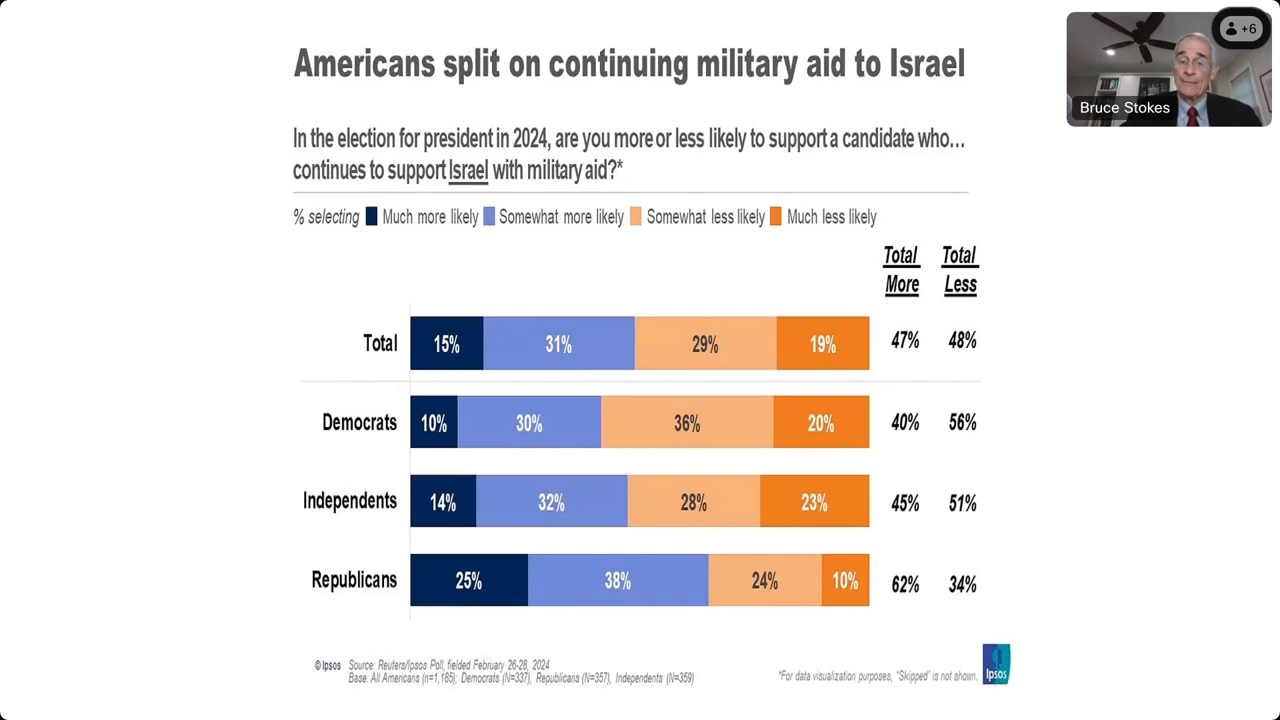 Americans split on continuing military aid to Israel
+6
Bruce Stokes
In the election for president in 2024, are you more or less likely to support a candidate who…
continues to support Israel with military aid?*
% selecting Much more likely Somewhat more likely Somewhat less likely Much less likely
Total Total
More Less
Total 15% 31% 29% 19% 47% 48%
Democrats 10% 30% 36% 20% 40% 56%
Independents 14% 32% 28% 23% 45% 51%
Republicans 25% 38% 24% 10% 62% 34%
© Ipsos Source: Reuters/Ipsos Poll, fielded February 26-28, 2024
Base: All Americans (n=1,185); Democrats (N=337), Republicans (N=357), Independents (N=359)
*For data visualization purposes, "Skipped" is not shown.
Ipsos